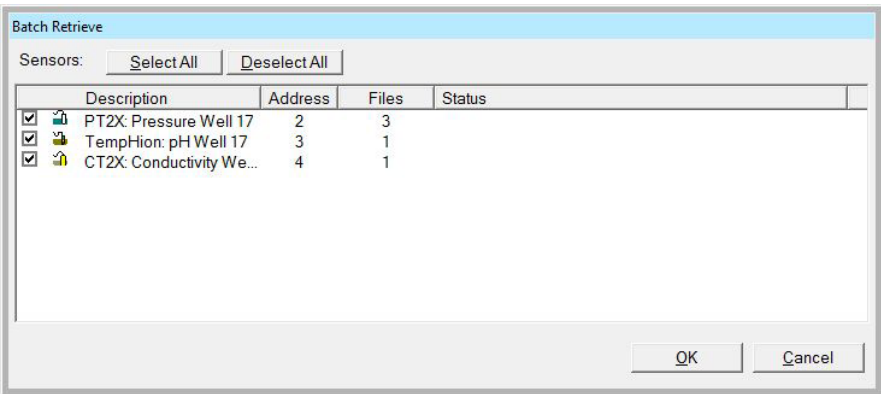 Batch Retrieve
Sensors: Select All Deselect All
Description Address Files Status
PT2X: Pressure Well 17 2 3
TempHion: pH Well 17 3 1
CT2X: Conductivity We... 4 1
OK Cancel